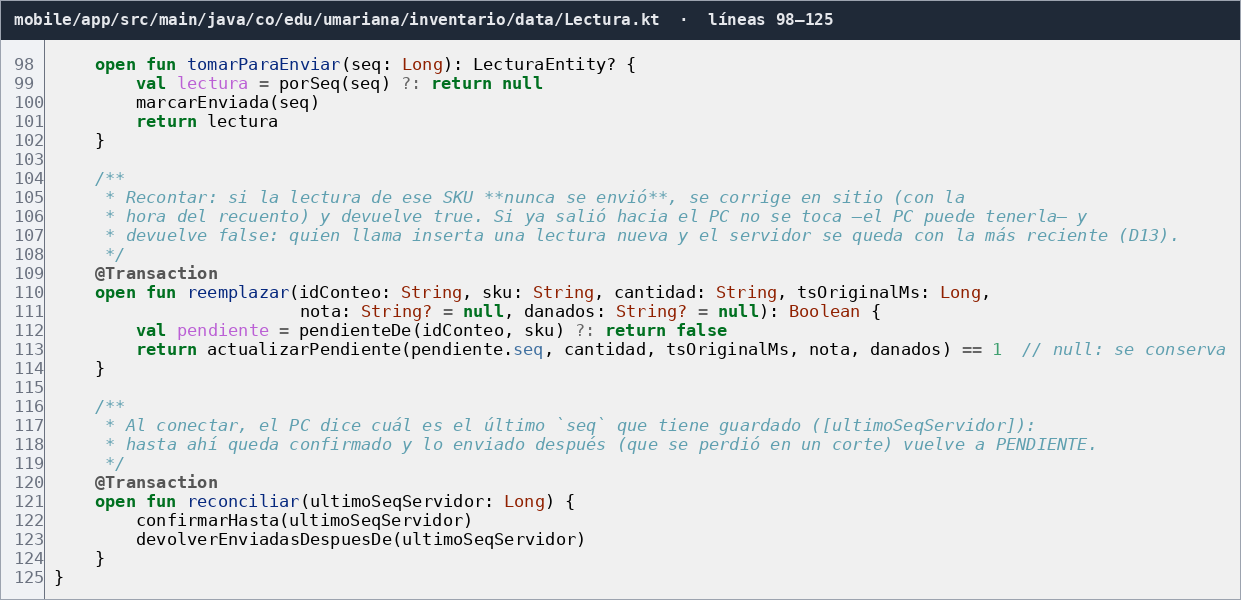 mobile/app/src/main/java/co/edu/umariana/inventario/data/Lectura.kt · líneas 98–125
98     open fun tomarParaEnviar(seq: Long): LecturaEntity? {
99         val lectura = porSeq(seq) ?: return null
100         marcarEnviada(seq)
101         return lectura
102     }
103
104     /**
105      * Recontar: si la lectura de ese SKU **nunca se envió**, se corrige en sitio (con la
106      * hora del recuento) y devuelve true. Si ya salió hacia el PC no se toca —el PC puede tenerla— y
107      * devuelve false: quien llama inserta una lectura nueva y el servidor se queda con la más reciente (D13).
108      */
109     @Transaction
110     open fun reemplazar(idConteo: String, sku: String, cantidad: String, tsOriginalMs: Long,
111                         nota: String? = null, danados: String? = null): Boolean {
112         val pendiente = pendienteDe(idConteo, sku) ?: return false
113         return actualizarPendiente(pendiente.seq, cantidad, tsOriginalMs, nota, danados) == 1  // null: se conserva
114     }
115
116     /**
117      * Al conectar, el PC dice cuál es el último `seq` que tiene guardado ([ultimoSeqServidor]):
118      * hasta ahí queda confirmado y lo enviado después (que se perdió en un corte) vuelve a PENDIENTE.
119      */
120     @Transaction
121     open fun reconciliar(ultimoSeqServidor: Long) {
122         confirmarHasta(ultimoSeqServidor)
123         devolverEnviadasDespuesDe(ultimoSeqServidor)
124     }
125 }